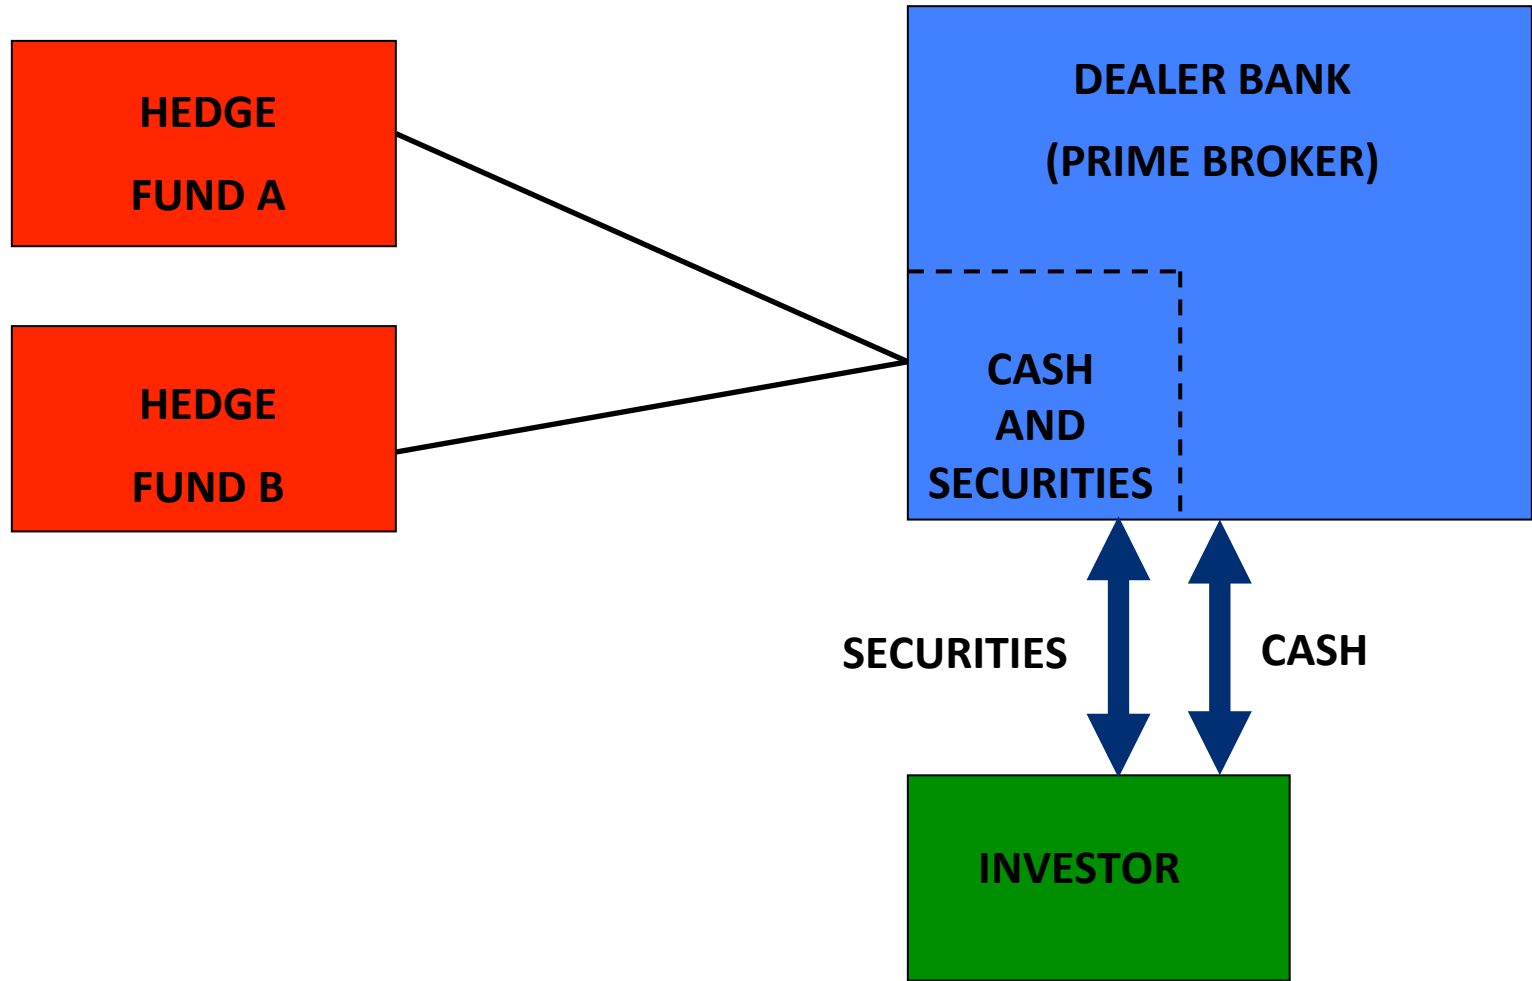 HEDGE
FUND A
HEDGE
FUND B
DEALER BANK
(PRIME BROKER)
CASH
AND
SECURITIES
SECURITIES
CASH
INVESTOR